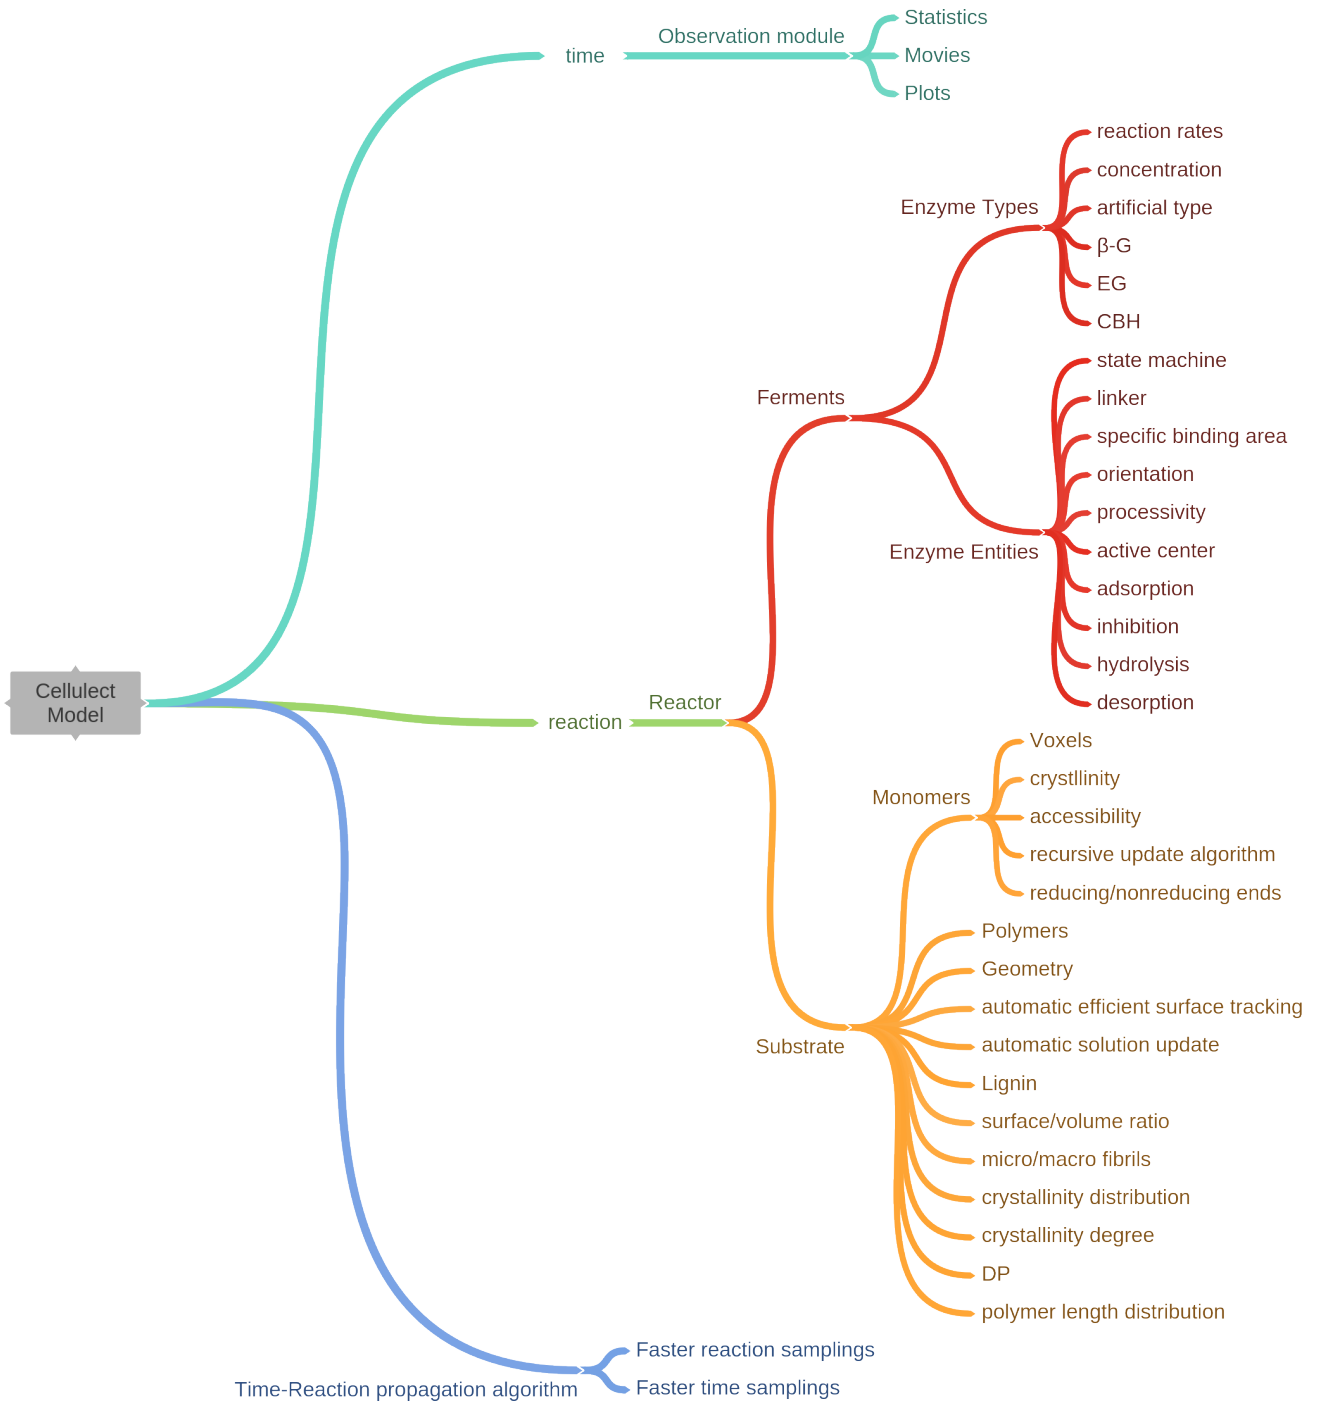 Statistics
Observation module
time
Movies
Plots
reaction rates
concentration
Enzyme Types
artificial type
β-G
EG
CBH
state machine
Ferments
linker
specific binding area
orientation
processivity
Enzyme Entities
active center
adsorption
inhibition
hydrolysis
desorption
Cellulect
Model
Reactor
reaction
Voxels
crystllinity
Monomers
accessibility
recursive update algorithm
reducing/nonreducing ends
Polymers
Geometry
automatic efficient surface tracking
Substrate
automatic solution update
Lignin
surface/volume ratio
micro/macro fibrils
crystallinity distribution
crystallinity degree
DP
polymer length distribution
Faster reaction samplings
Time-Reaction propagation algorithm
Faster time samplings